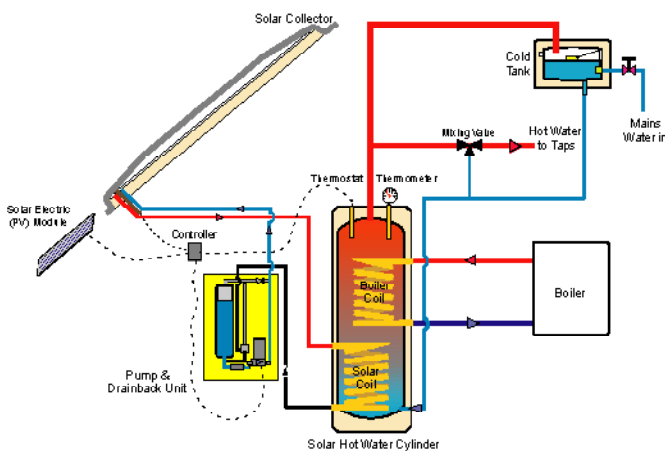 Solar Collector
Cold
Tank
Mains
Water in
Mixing Valve
Hot Water
to Taps
Thermostat
Thermometer
Solar Electric
(PV) Module
Controller
Boiler
Coil
Boiler
Pump &
Drainback Unit
Solar
Coil
Solar Hot Water Cylinder